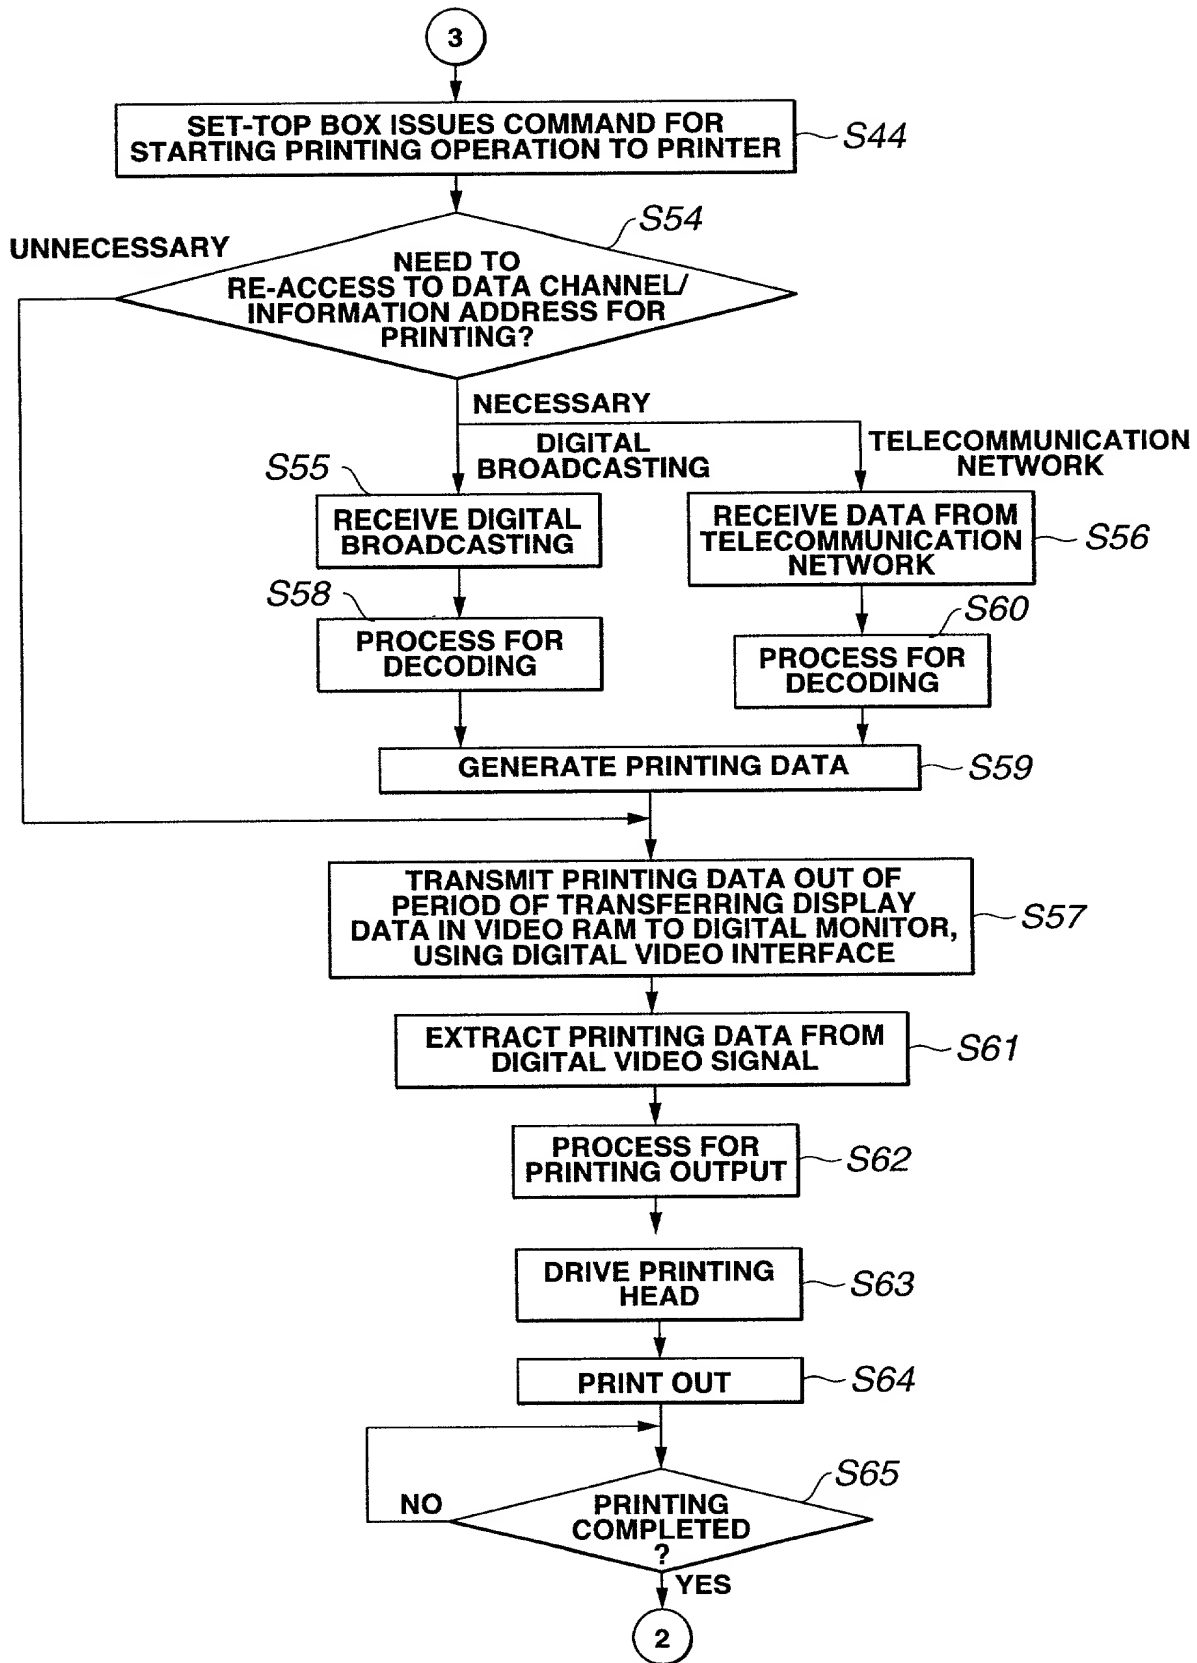 3
SET-TOP BOX ISSUES COMMAND FOR
STARTING PRINTING OPERATION TO PRINTER
S44
S54
UNNECESSARY
NEED TO
RE-ACCESS TO DATA CHANNEL/
INFORMATION ADDRESS FOR
PRINTING?
NECESSARY
DIGITAL
BROADCASTING
TELECOMMUNICATION
NETWORK
S55
RECEIVE DIGITAL
BROADCASTING
RECEIVE DATA FROM
TELECOMMUNICATION
NETWORK
S56
S58
PROCESS FOR
DECODING
S60
PROCESS FOR
DECODING
GENERATE PRINTING DATA
S59
TRANSMIT PRINTING DATA OUT OF
PERIOD OF TRANSFERRING DISPLAY
DATA IN VIDEO RAM TO DIGITAL MONITOR,
USING DIGITAL VIDEO INTERFACE
S57
EXTRACT PRINTING DATA FROM
DIGITAL VIDEO SIGNAL
S61
PROCESS FOR
PRINTING OUTPUT
S62
DRIVE PRINTING
HEAD
S63
PRINT OUT
S64
S65
NO
PRINTING
COMPLETED
?
YES
2